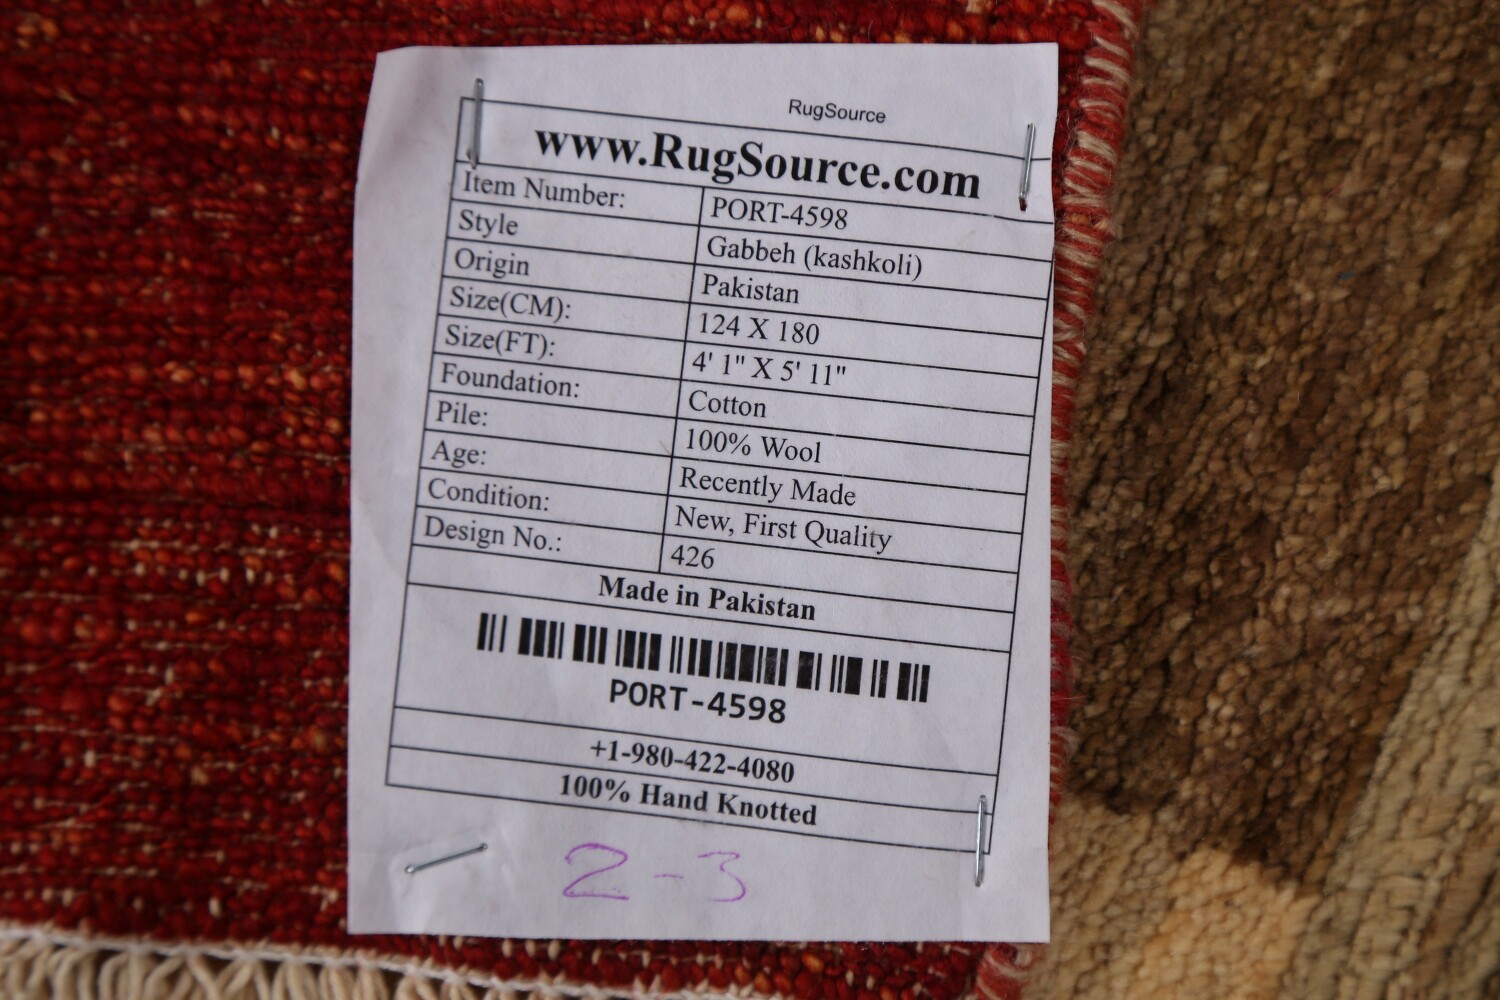 RugSource
www.RugSource.com
Item Number: PORT-4598
Style Gabbeh (kashkoli)
Origin Pakistan
Size(CM): 124 X 180
Size(FT): 4' 1" X 5' 11"
Foundation: Cotton
Pile: 100% Wool
Age: Recently Made
Condition: New, First Quality
Design No.: 426
Made in Pakistan
PORT-4598
+1-980-422-4080
100% Hand Knotted
2-3